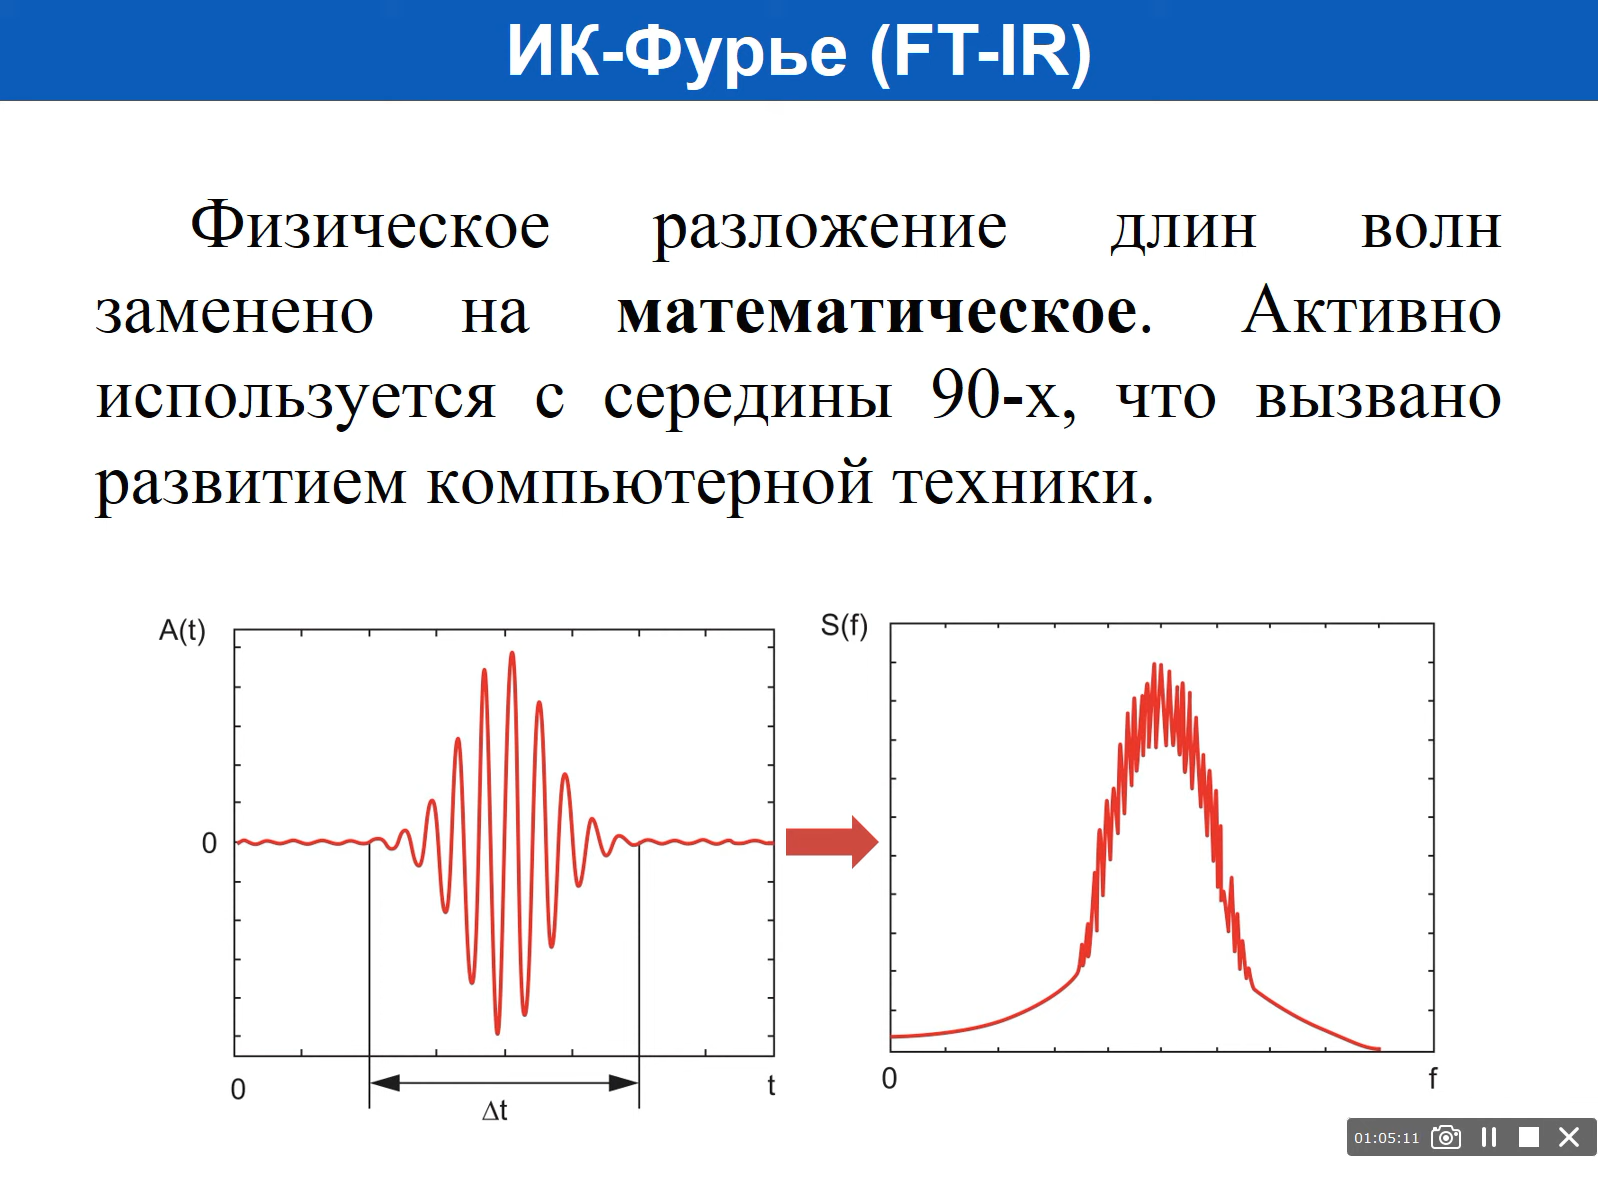 ИК-Фурье (FT-IR)
Физическое разложение длин волн
заменено на математическое. Активно
используется с середины 90-х, что вызвано
развитием компьютерной техники.
A(t)
0
0
t
Δt
S(f)
0
f
01:05:11